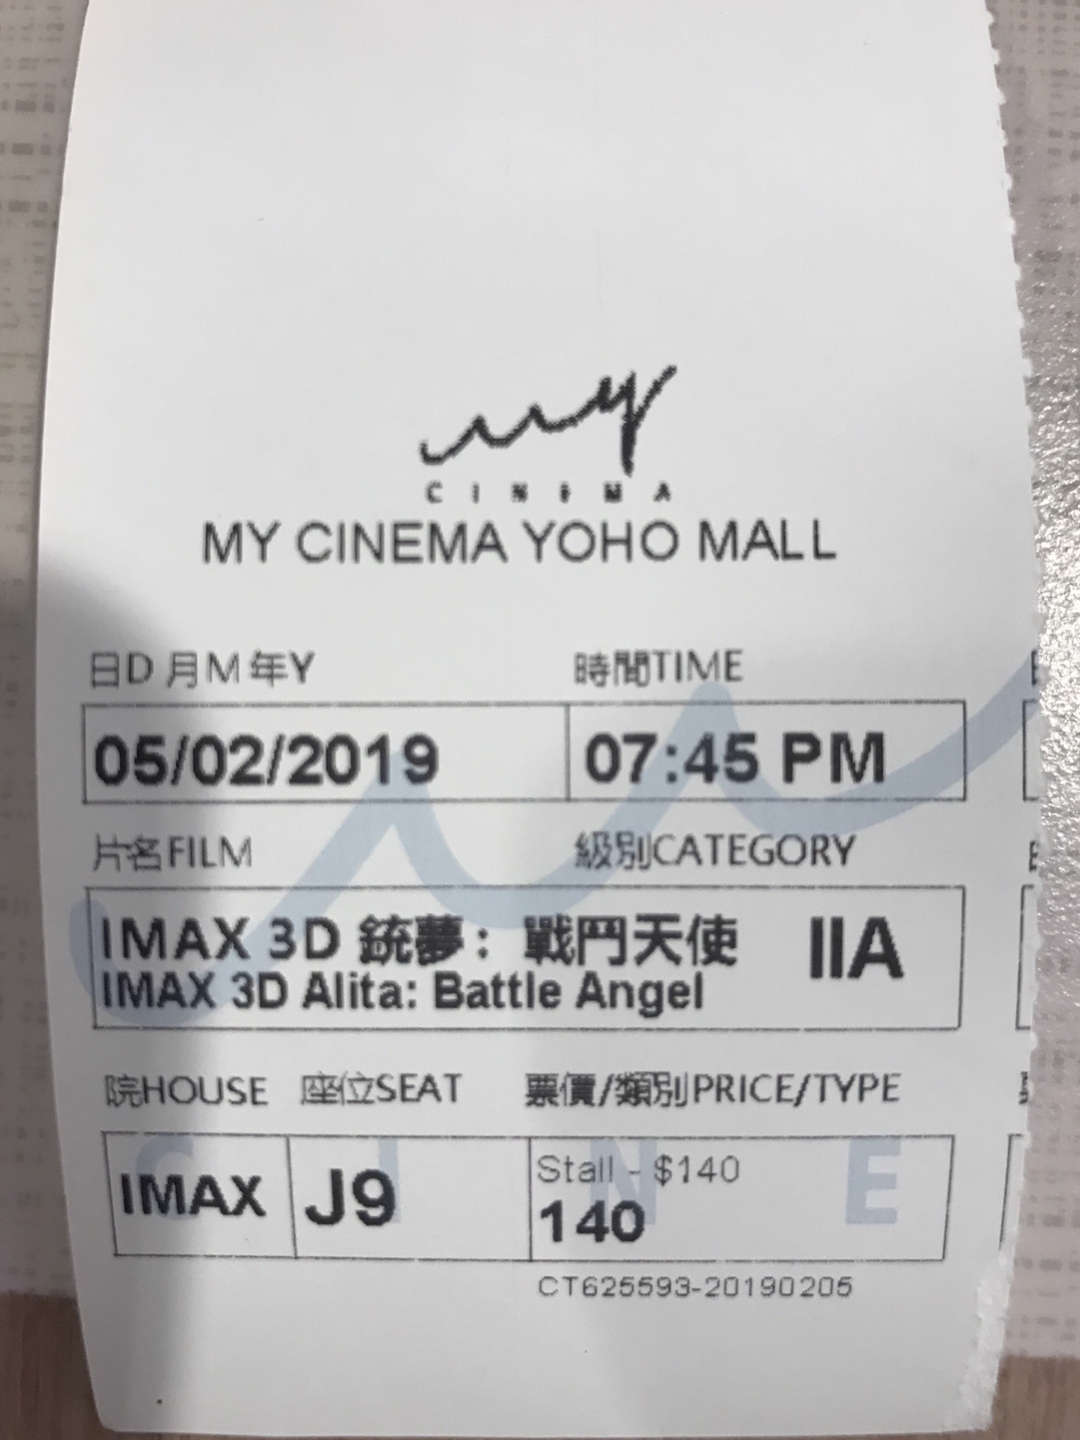 my
CINEMA
MY CINEMA YOHO MALL
日D 月M 年Y 時間TIME
05/02/2019 07:45 PM
片名FILM 級別CATEGORY
IMAX 3D 銃夢：戰鬥天使 IIA
IMAX 3D Alita: Battle Angel
院HOUSE 座位SEAT 票價/類別PRICE/TYPE
IMAX J9 Stall - $140
140
CT625593-20190205
C I N E